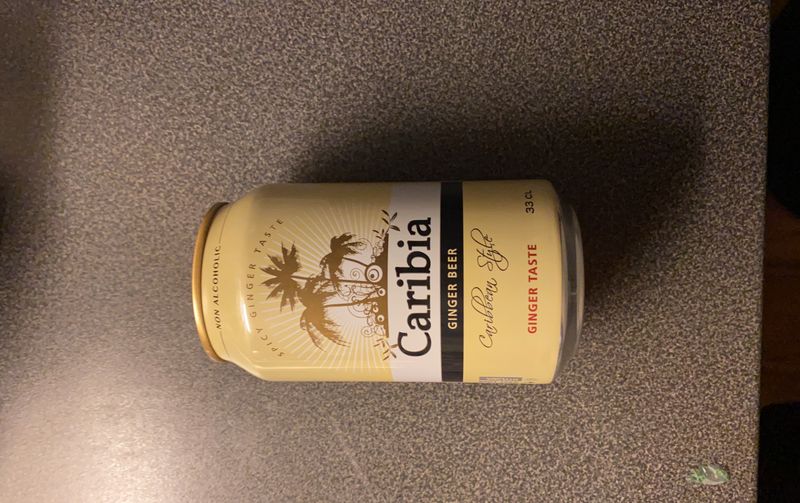 NON ALCOHOLIC
SPICY GINGER TASTE
Caribia
GINGER BEER
Caribbean Style
GINGER TASTE
33 CL